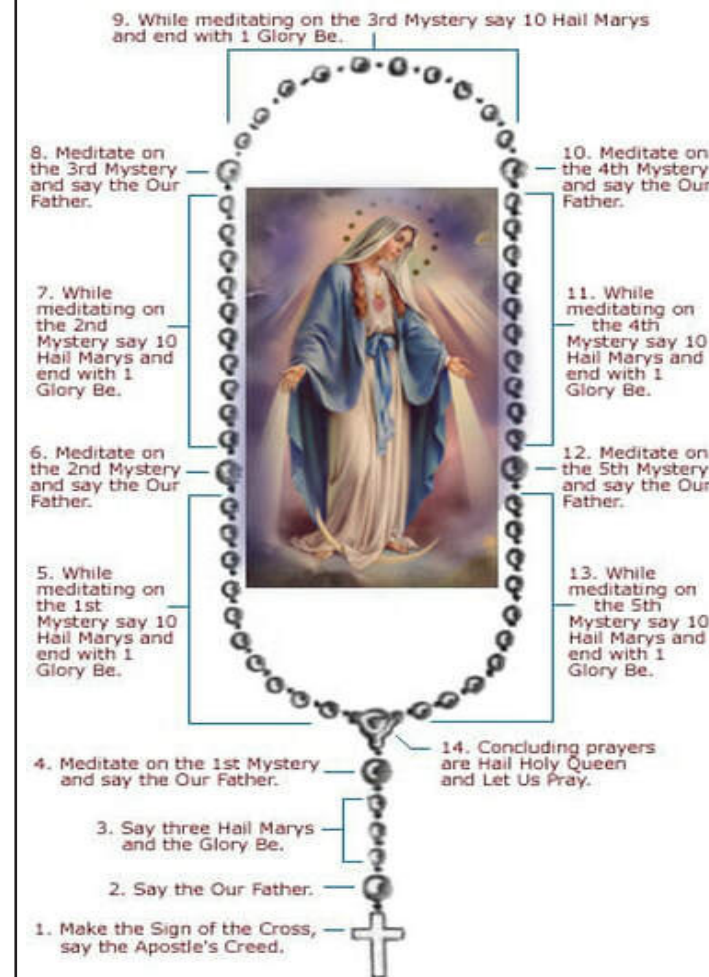 9. While meditating on the 3rd Mystery say 10 Hail Marys
and end with 1 Glory Be.
8. Meditate on
the 3rd Mystery
and say the Our
Father.
10. Meditate on
the 4th Mystery
and say the Our
Father.
7. While
meditating on
the 2nd
Mystery say 10
Hail Marys and
end with 1
Glory Be.
11. While
meditating on
the 4th
Mystery say 10
Hail Marys and
end with 1
Glory Be.
6. Meditate on
the 2nd Mystery
and say the Our
Father.
12. Meditate on
the 5th Mystery
and say the Our
Father.
5. While
meditating on
the 1st
Mystery say 10
Hail Marys and
end with 1
Glory Be.
13. While
meditating on
the 5th
Mystery say 10
Hail Marys and
end with 1
Glory Be.
14. Concluding prayers
are Hail Holy Queen
and Let Us Pray.
4. Meditate on the 1st Mystery
and say the Our Father.
3. Say three Hail Marys
and the Glory Be.
2. Say the Our Father.
1. Make the Sign of the Cross,
say the Apostle's Creed.